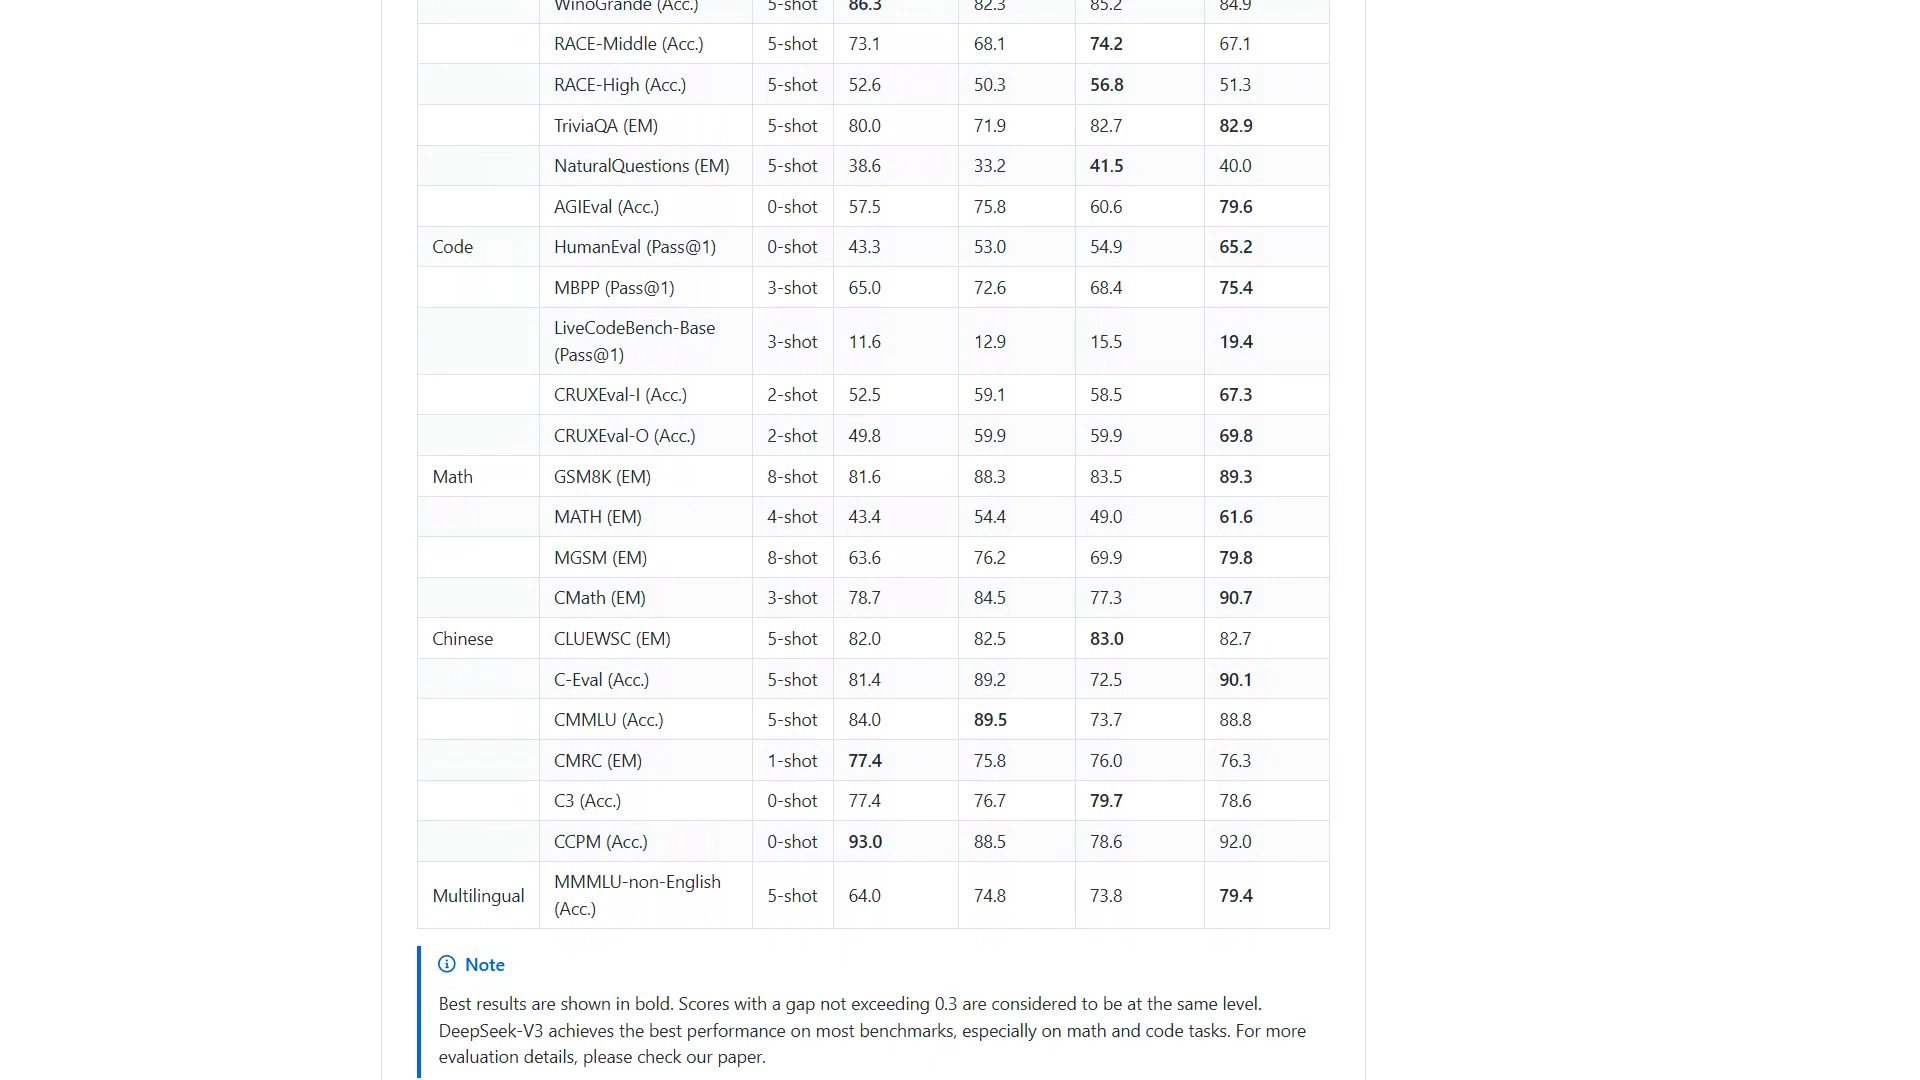 WinoGrande (Acc.) 5-shot 86.3 82.3 85.2 84.9
RACE-Middle (Acc.) 5-shot 73.1 68.1 74.2 67.1
RACE-High (Acc.) 5-shot 52.6 50.3 56.8 51.3
TriviaQA (EM) 5-shot 80.0 71.9 82.7 82.9
NaturalQuestions (EM) 5-shot 38.6 33.2 41.5 40.0
AGIEval (Acc.) 0-shot 57.5 75.8 60.6 79.6
Code HumanEval (Pass@1) 0-shot 43.3 53.0 54.9 65.2
MBPP (Pass@1) 3-shot 65.0 72.6 68.4 75.4
LiveCodeBench-Base
(Pass@1) 3-shot 11.6 12.9 15.5 19.4
CRUXEval-I (Acc.) 2-shot 52.5 59.1 58.5 67.3
CRUXEval-O (Acc.) 2-shot 49.8 59.9 59.9 69.8
Math GSM8K (EM) 8-shot 81.6 88.3 83.5 89.3
MATH (EM) 4-shot 43.4 54.4 49.0 61.6
MGSM (EM) 8-shot 63.6 76.2 69.9 79.8
CMath (EM) 3-shot 78.7 84.5 77.3 90.7
Chinese CLUEWSC (EM) 5-shot 82.0 82.5 83.0 82.7
C-Eval (Acc.) 5-shot 81.4 89.2 72.5 90.1
CMMLU (Acc.) 5-shot 84.0 89.5 73.7 88.8
CMRC (EM) 1-shot 77.4 75.8 76.0 76.3
C3 (Acc.) 0-shot 77.4 76.7 79.7 78.6
CCPM (Acc.) 0-shot 93.0 88.5 78.6 92.0
Multilingual MMMLU-non-English
(Acc.) 5-shot 64.0 74.8 73.8 79.4
Note
Best results are shown in bold. Scores with a gap not exceeding 0.3 are considered to be at the same level.
DeepSeek-V3 achieves the best performance on most benchmarks, especially on math and code tasks. For more
evaluation details, please check our paper.